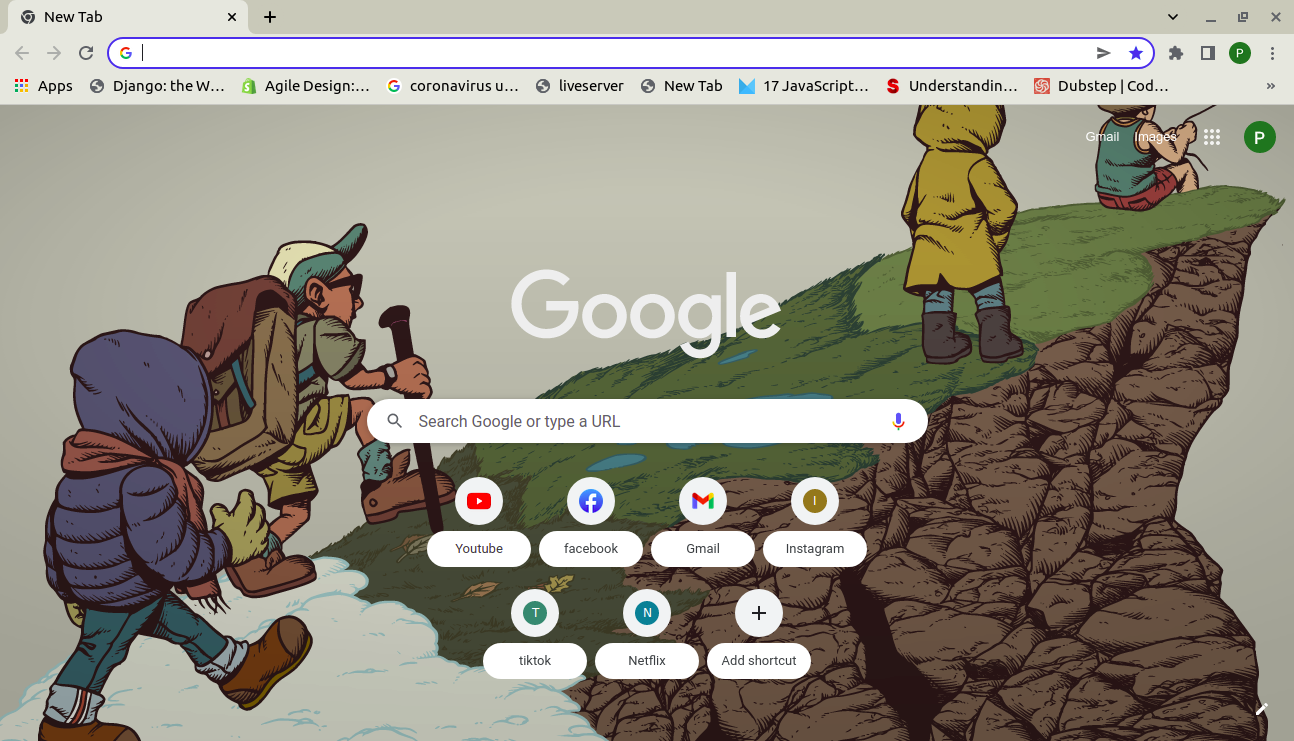 New Tab
Apps Django: the W... Agile Design:... coronavirus u... liveserver New Tab 17 JavaScript... Understandin... Dubstep | Cod... »
Gmail Images P
P
Google
Search Google or type a URL
I
Youtube facebook Gmail Instagram
T N
tiktok Netflix Add shortcut